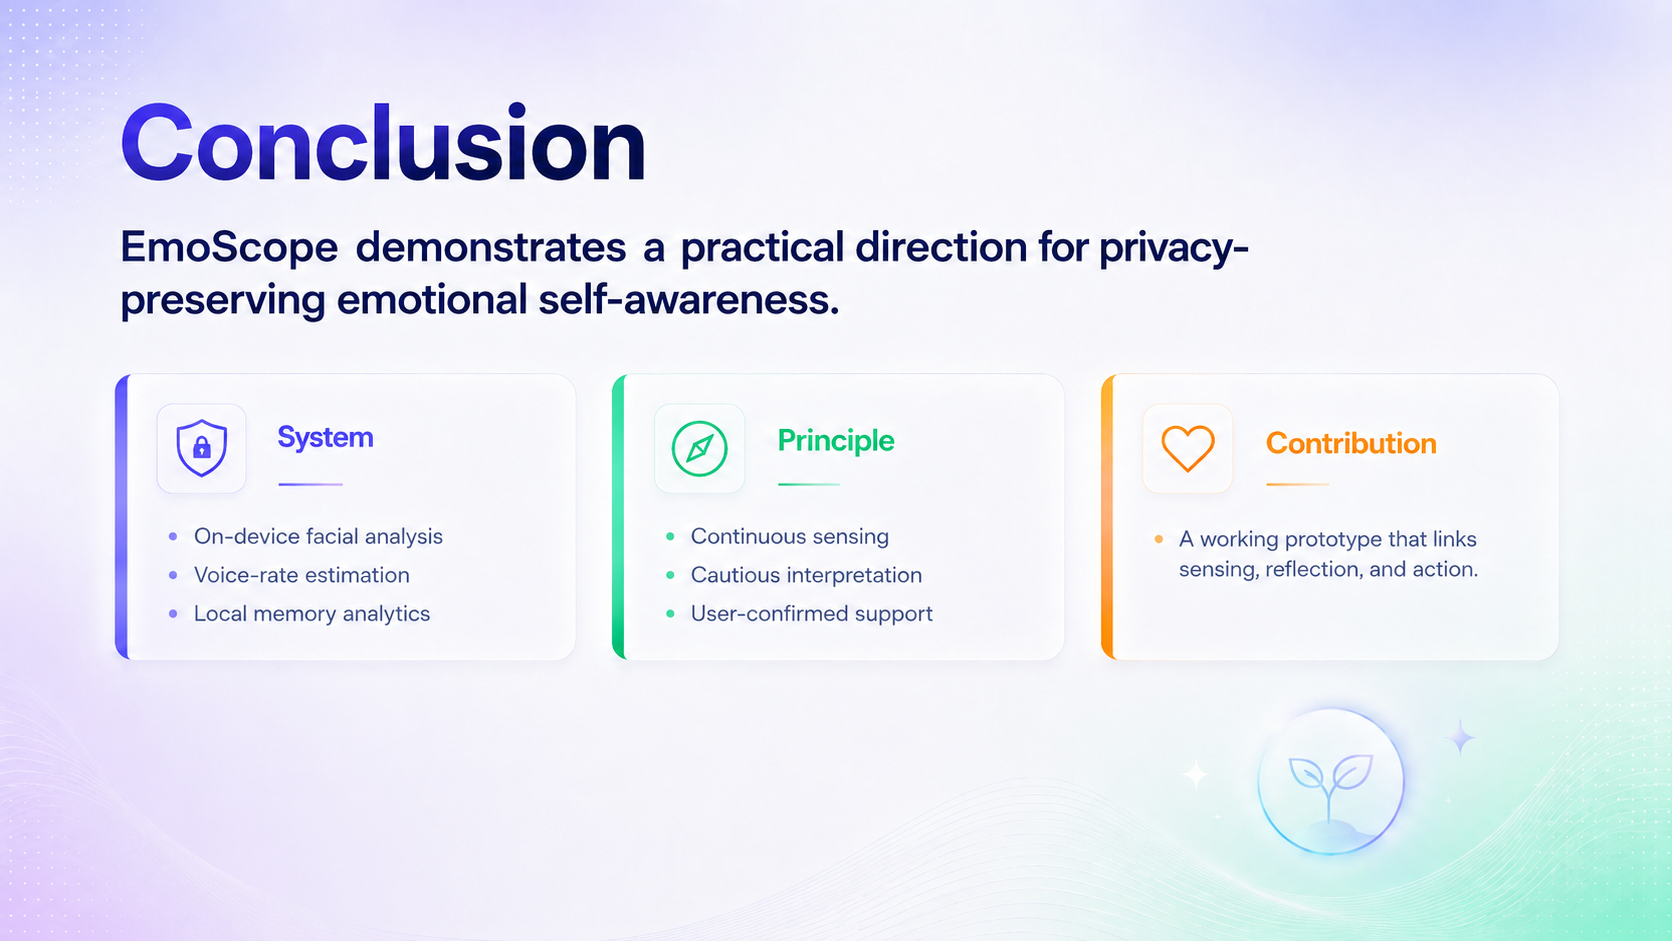 Conclusion
EmoScope demonstrates a practical direction for privacy-
preserving emotional self-awareness.
System
• On-device facial analysis
• Voice-rate estimation
• Local memory analytics
Principle
• Continuous sensing
• Cautious interpretation
• User-confirmed support
Contribution
• A working prototype that links
sensing, reflection, and action.